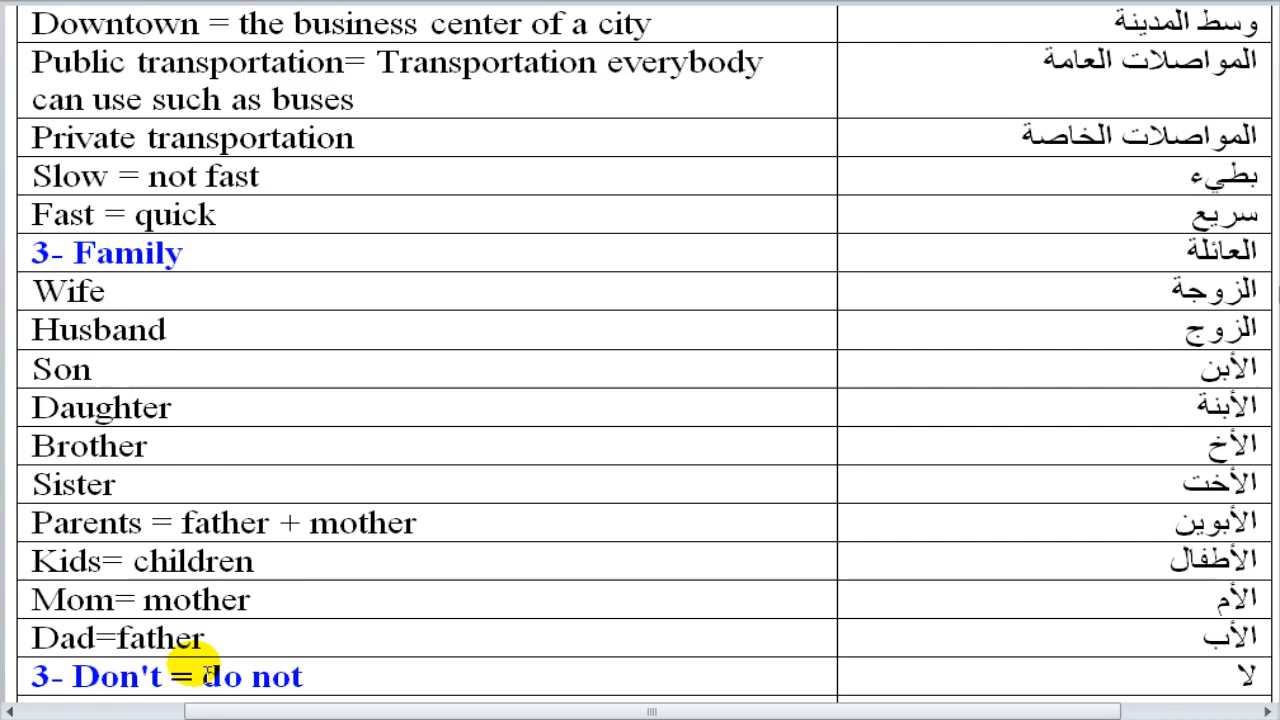 Downtown = the business center of a city وسط المدينة
Public transportation= Transportation everybody المواصلات العامة
can use such as buses
Private transportation المواصلات الخاصة
Slow = not fast بطيء
Fast = quick سريع
3- Family العائلة
Wife الزوجة
Husband الزوج
Son الأبن
Daughter الأبنة
Brother الأخ
Sister الأخت
Parents = father + mother الأبوين
Kids= children الأطفال
Mom= mother الأم
Dad=father الأب
3- Don't = do not لا